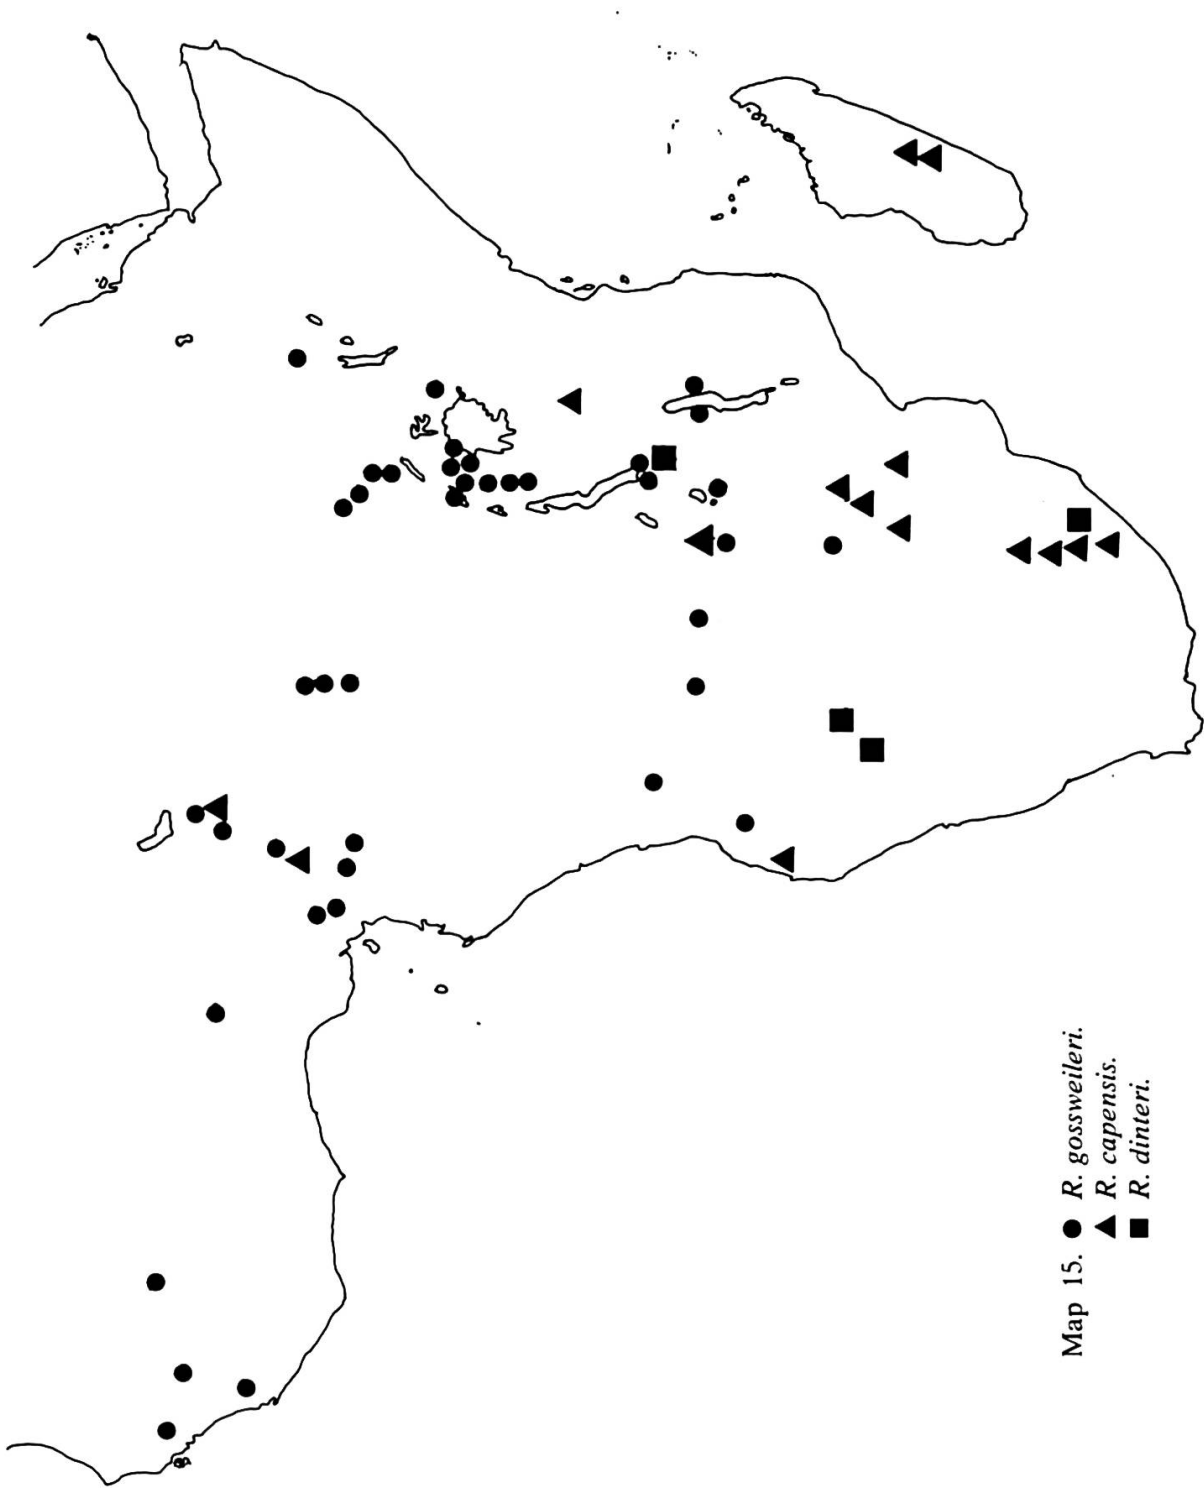 Map 15. ● R. gossweileri.
▲ R. capensis.
■ R. dinteri.